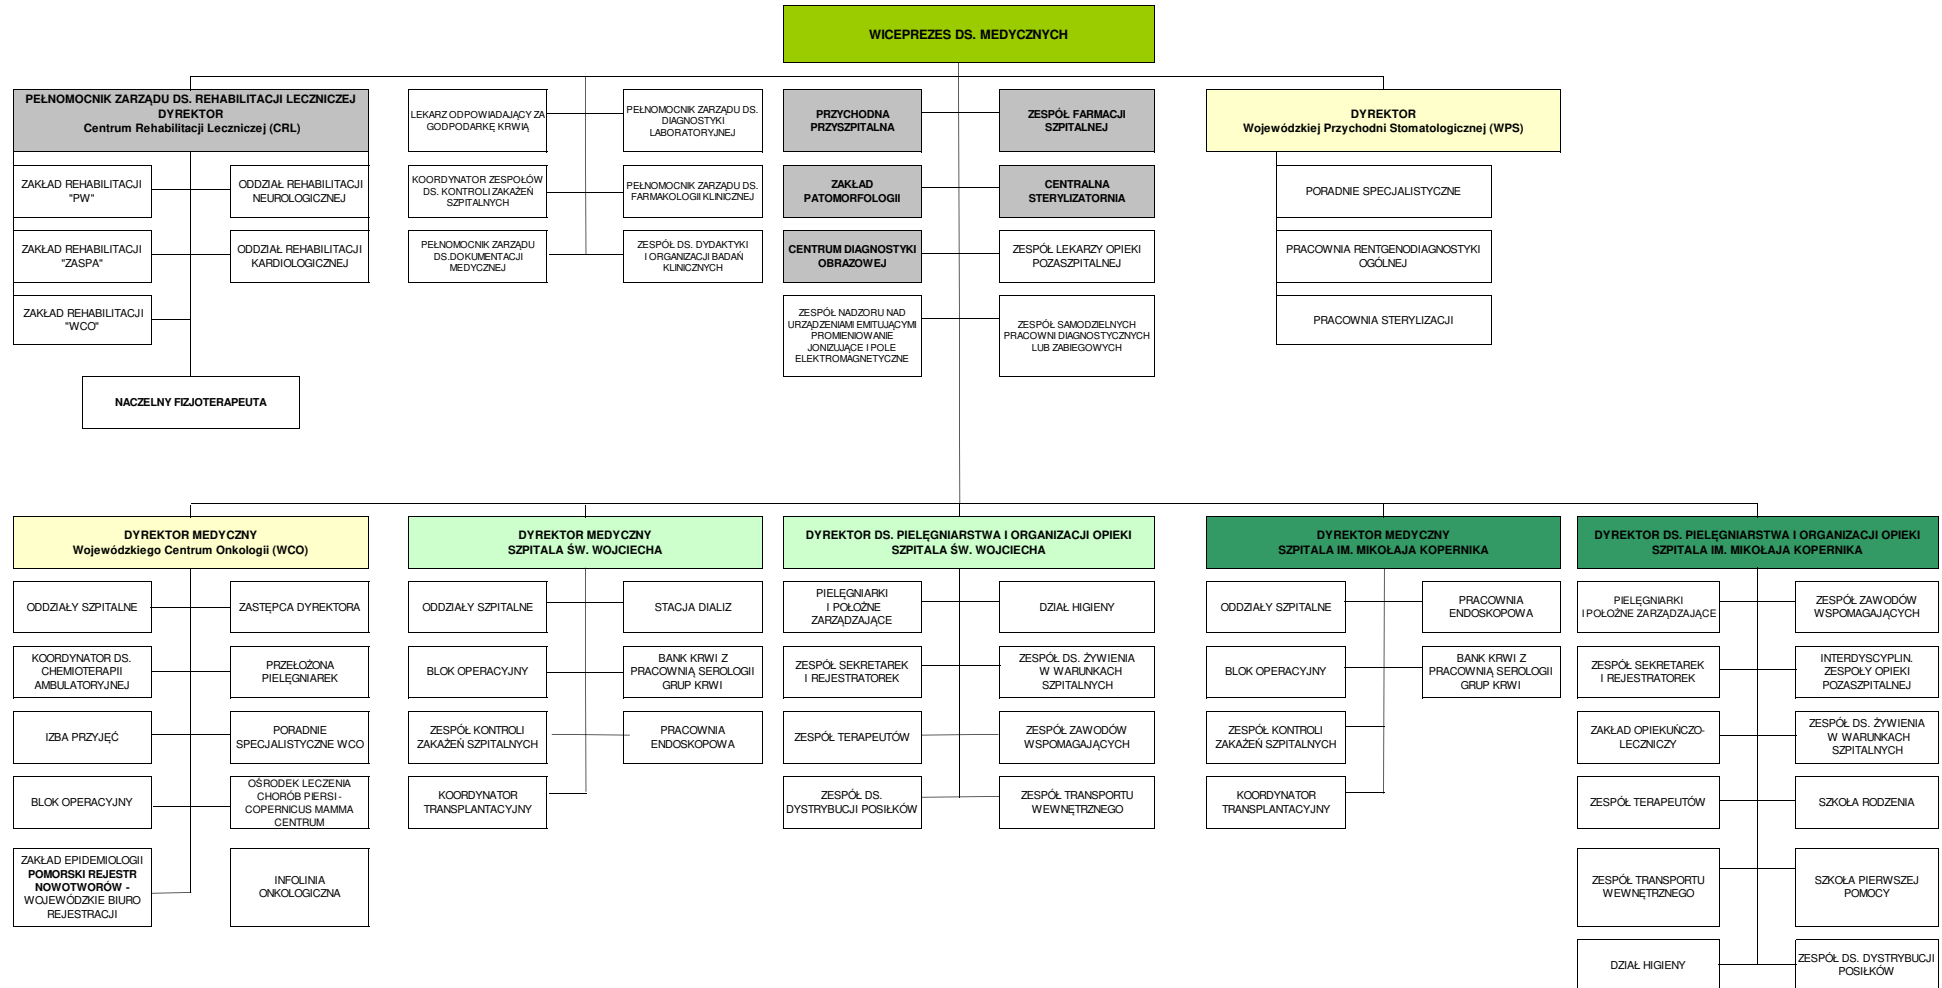 WICEPREZES DS. MEDYCZNYCH
PEŁNOMOCNIK ZARZĄDU DS. REHABILITACJI LECZNICZEJ
DYREKTOR
Centrum Rehabilitacji Leczniczej (CRL)
ZAKŁAD REHABILITACJI
"PW"
ODDZIAŁ REHABILITACJI
NEUROLOGICZNEJ
ZAKŁAD REHABILITACJI
"ZASPA"
ODDZIAŁ REHABILITACJI
KARDIOLOGICZNEJ
ZAKŁAD REHABILITACJI
"WCO"
NACZELNY FIZJOTERAPEUTA
LEKARZ ODPOWIADAJĄCY ZA
GODPODARKĘ KRWIĄ
PEŁNOMOCNIK ZARZĄDU DS.
DIAGNOSTYKI
LABORATORYJNEJ
KOORDYNATOR ZESPOŁÓW
DS. KONTROLI ZAKAŻEŃ
SZPITALNYCH
PEŁNOMOCNIK ZARZĄDU DS.
FARMAKOLOGII KLINICZNEJ
PEŁNOMOCNIK ZARZĄDU
DS.DOKUMENTACJI
MEDYCZNEJ
ZESPÓŁ DS. DYDAKTYKI
I ORGANIZACJI BADAŃ
KLINICZNYCH
PRZYCHODNA
PRZYSZPITALNA
ZESPÓŁ FARMACJI
SZPITALNEJ
ZAKŁAD
PATOMORFOLOGII
CENTRALNA
STERYLIZATORNIA
CENTRUM DIAGNOSTYKI
OBRAZOWEJ
ZESPÓŁ LEKARZY OPIEKI
POZASZPITALNEJ
ZESPÓŁ NADZORU NAD
URZĄDZENIAMI EMITUJĄCYMI
PROMIENIOWANIE
JONIZUJĄCE I POLE
ELEKTROMAGNETYCZNE
ZESPÓŁ SAMODZIELNYCH
PRACOWNI DIAGNOSTYCZNYCH
LUB ZABIEGOWYCH
DYREKTOR
Wojewódzkiej Przychodni Stomatologicznej (WPS)
PORADNIE SPECJALISTYCZNE
PRACOWNIA RENTGENODIAGNOSTYKI
OGÓLNEJ
PRACOWNIA STERYLIZACJI
DYREKTOR MEDYCZNY
Wojewódzkiego Centrum Onkologii (WCO)
ODDZIAŁY SZPITALNE
ZASTĘPCA DYREKTORA
KOORDYNATOR DS.
CHEMIOTERAPII
AMBULATORYJNEJ
PRZEŁOŻONA
PIELĘGNIAREK
IZBA PRZYJĘĆ
PORADNIE
SPECJALISTYCZNE WCO
BLOK OPERACYJNY
OŚRODEK LECZENIA
CHORÓB PIERSI -
COPERNICUS MAMMA
CENTRUM
ZAKŁAD EPIDEMIOLOGII
POMORSKI REJESTR
NOWOTWORÓW -
WOJEWÓDZKIE BIURO
REJESTRACJI
INFOLINIA
ONKOLOGICZNA
DYREKTOR MEDYCZNY
SZPITALA ŚW. WOJCIECHA
ODDZIAŁY SZPITALNE
STACJA DIALIZ
BLOK OPERACYJNY
BANK KRWI Z
PRACOWNIĄ SEROLOGII
GRUP KRWI
ZESPÓŁ KONTROLI
ZAKAŻEŃ SZPITALNYCH
PRACOWNIA
ENDOSKOPOWA
KOORDYNATOR
TRANSPLANTACYJNY
DYREKTOR DS. PIELĘGNIARSTWA I ORGANIZACJI OPIEKI
SZPITALA ŚW. WOJCIECHA
PIELĘGNIARKI
I POŁOŻNE
ZARZĄDZAJĄCE
DZIAŁ HIGIENY
ZESPÓŁ SEKRETAREK
I REJESTRATOREK
ZESPÓŁ DS. ŻYWIENIA
W WARUNKACH
SZPITALNYCH
ZESPÓŁ TERAPEUTÓW
ZESPÓŁ ZAWODÓW
WSPOMAGAJĄCYCH
ZESPÓŁ DS.
DYSTRYBUCJI POSIŁKÓW
ZESPÓŁ TRANSPORTU
WEWNĘTRZNEGO
DYREKTOR MEDYCZNY
SZPITALA IM. MIKOŁAJA KOPERNIKA
ODDZIAŁY SZPITALNE
PRACOWNIA
ENDOSKOPOWA
BLOK OPERACYJNY
BANK KRWI Z
PRACOWNIĄ SEROLOGII
GRUP KRWI
ZESPÓŁ KONTROLI
ZAKAŻEŃ SZPITALNYCH
KOORDYNATOR
TRANSPLANTACYJNY
DYREKTOR DS. PIELĘGNIARSTWA I ORGANIZACJI OPIEKI
SZPITALA IM. MIKOŁAJA KOPERNIKA
PIELĘGNIARKI
I POŁOŻNE ZARZĄDZAJĄCE
ZESPÓŁ ZAWODÓW
WSPOMAGAJĄCYCH
ZESPÓŁ SEKRETAREK
I REJESTRATOREK
INTERDYSCYPLIN.
ZESPOŁY OPIEKI
POZASZPITALNEJ
ZAKŁAD OPIEKUŃCZO-
LECZNICZY
ZESPÓŁ DS. ŻYWIENIA
W WARUNKACH
SZPITALNYCH
ZESPÓŁ TERAPEUTÓW
SZKOŁA RODZENIA
ZESPÓŁ TRANSPORTU
WEWNĘTRZNEGO
SZKOŁA PIERWSZEJ
POMOCY
DZIAŁ HIGIENY
ZESPÓŁ DS. DYSTRYBUCJI
POSIŁKÓW